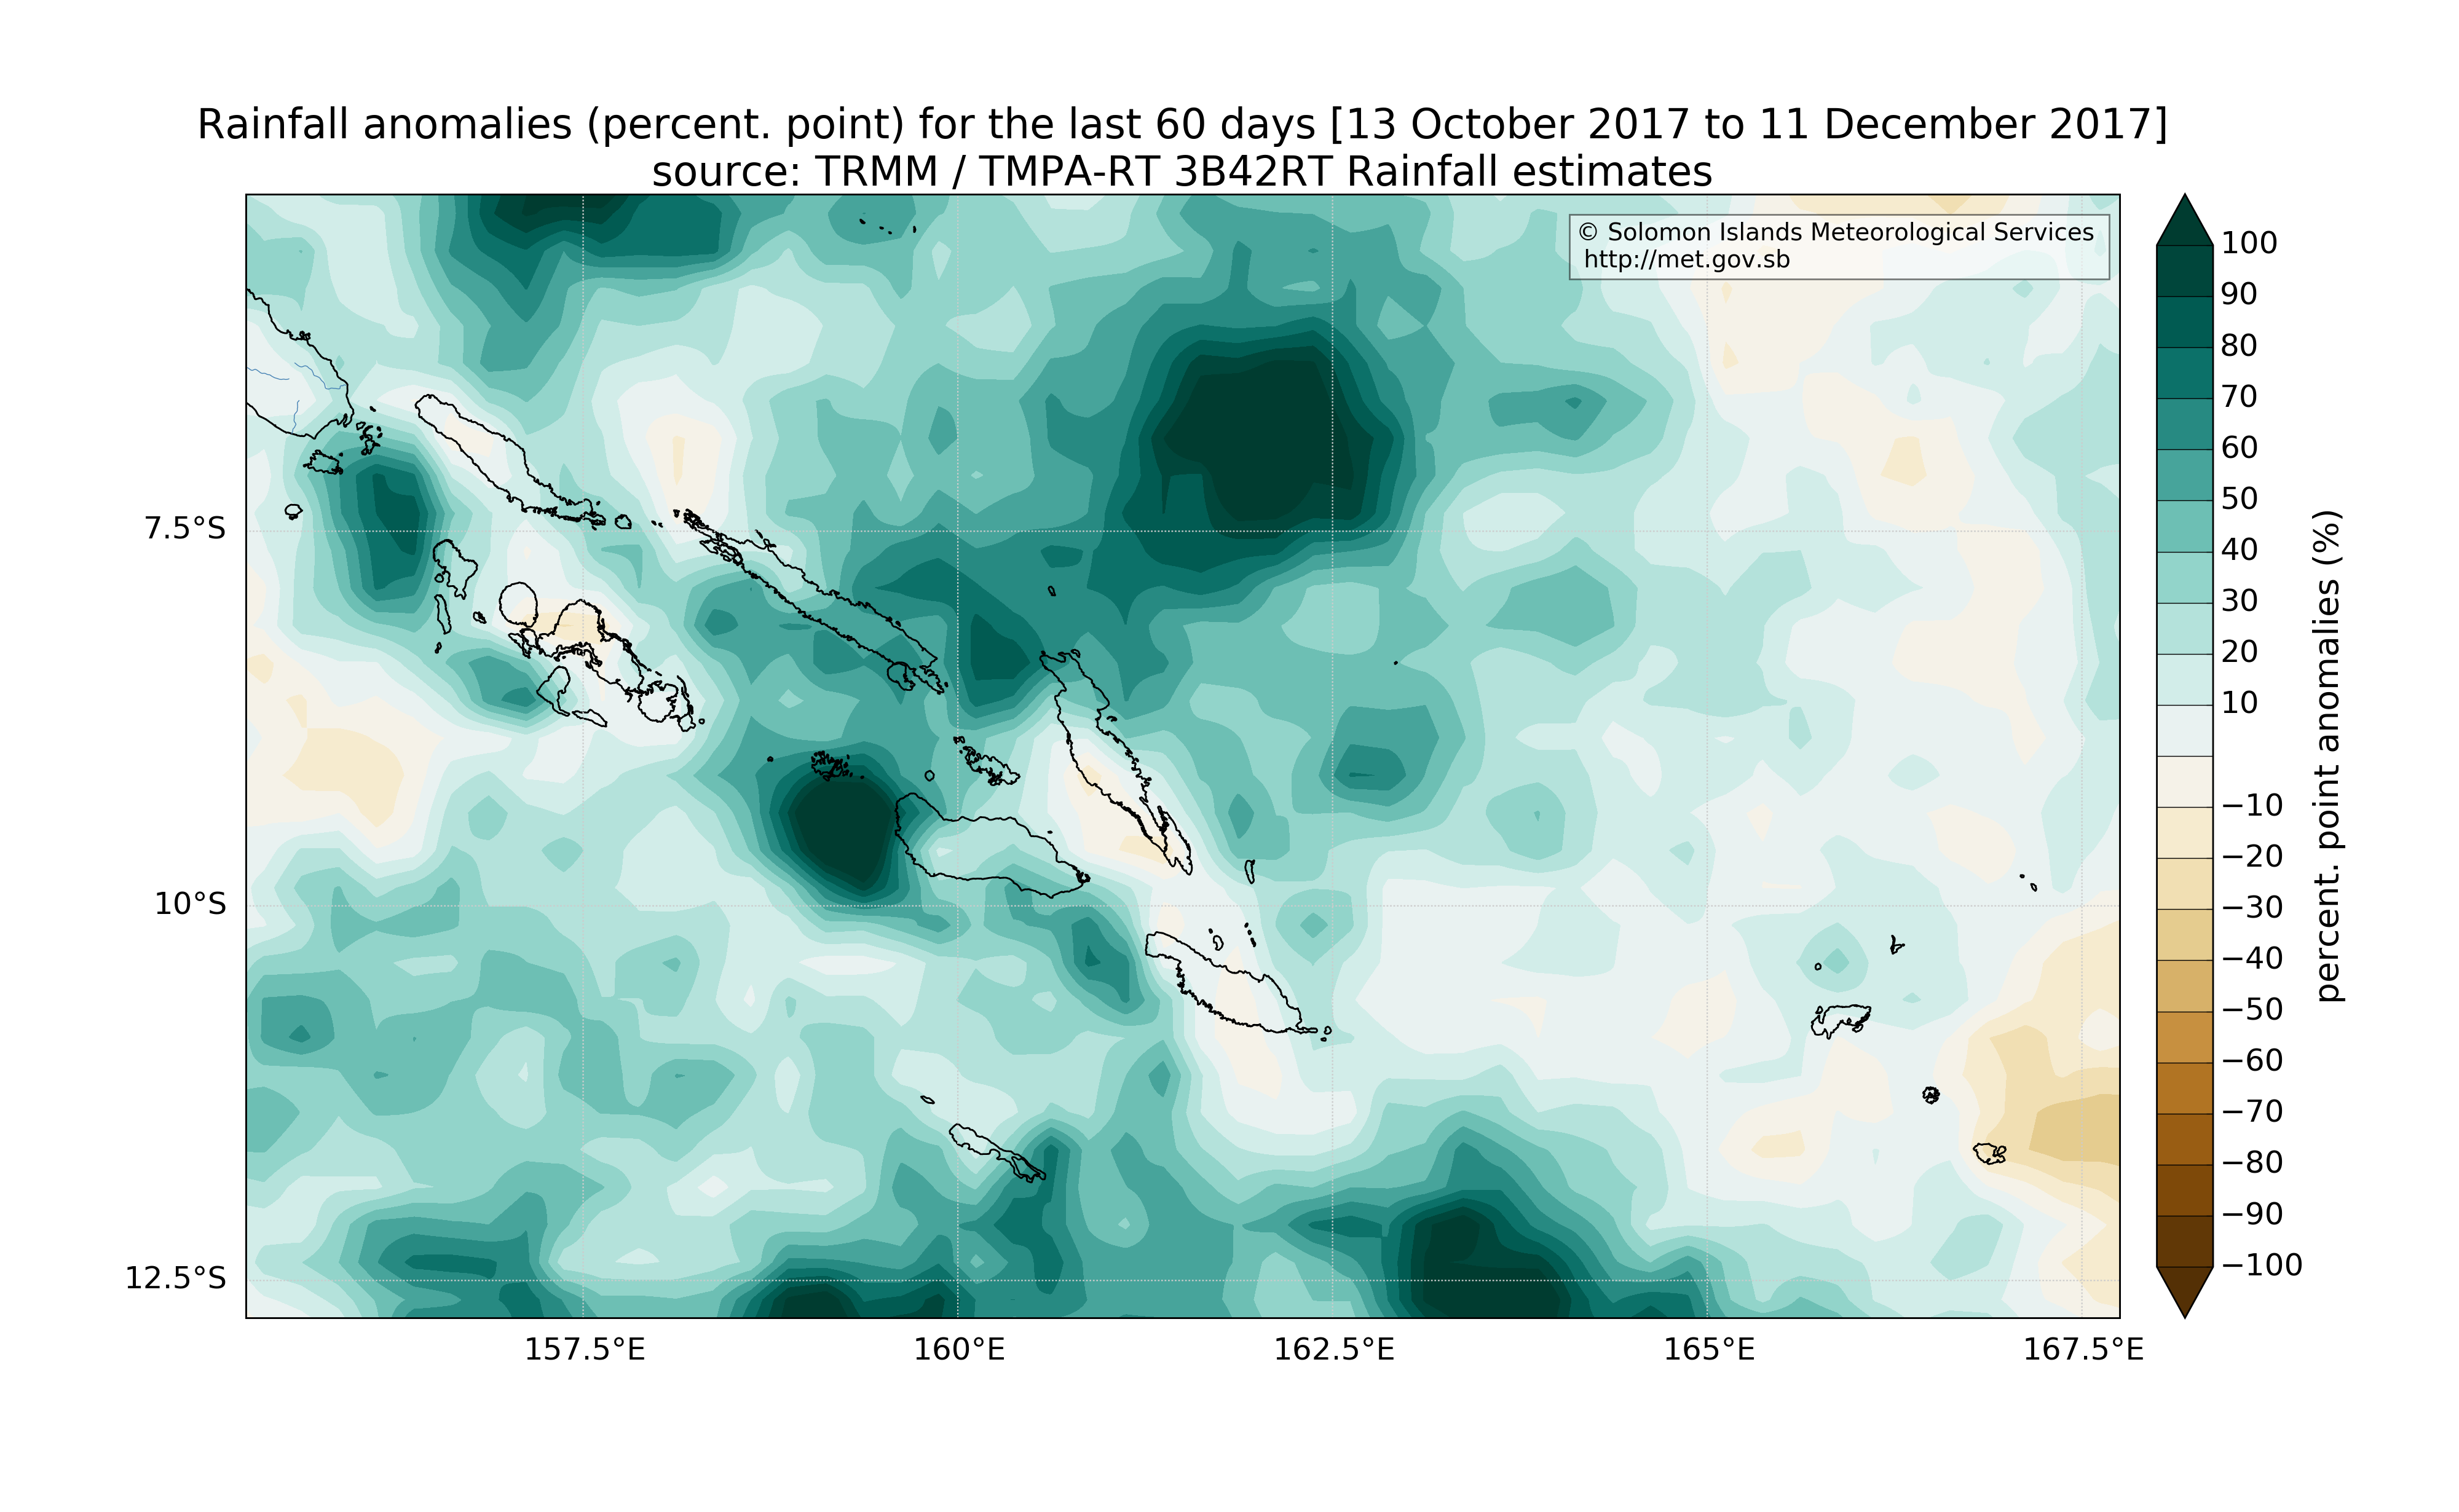 Rainfall anomalies (percent. point) for the last 60 days [13 October 2017 to 11 December 2017]
source: TRMM / TMPA-RT 3B42RT Rainfall estimates
© Solomon Islands Meteorological Services
http://met.gov.sb
7.5°S
10°S
12.5°S
157.5°E
160°E
162.5°E
165°E
167.5°E
100
90
80
70
60
50
40
30
20
10
−10
−20
−30
−40
−50
−60
−70
−80
−90
−100
percent. point anomalies (%)